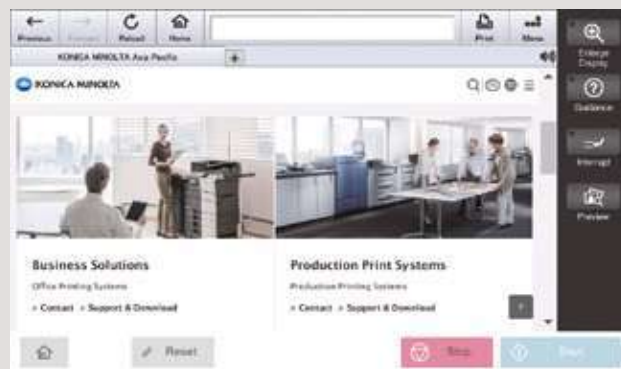 Previous Forward Reload Home Print Menu
KONICA MINOLTA Asia Pacific +
KONICA MINOLTA
Business Solutions
Office Printing Systems
> Contact > Support & Download
Production Print Systems
Production Printing Systems
> Contact > Support & Download
Reset
Stop
Start
Enlarge
Display
Guidance
Interrupt
Preview